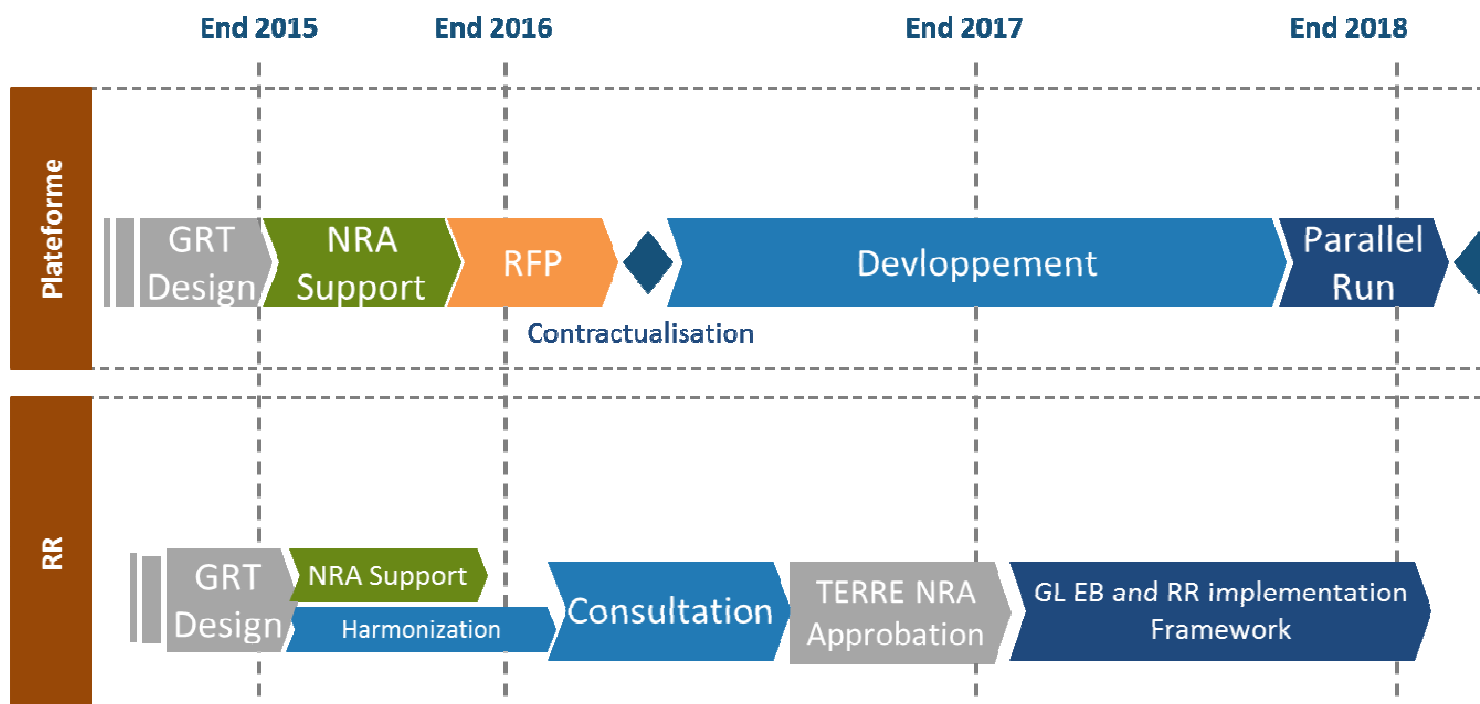 End 2015
End 2016
End 2017
End 2018
Plateforme
GRT
Design
NRA
Support
RFP
Devloppement
Parallel
Run
Contractualisation
RR
GRT
Design
NRA Support
Harmonization
Consultation
TERRE NRA
Approbation
GL EB and RR implementation
Framework